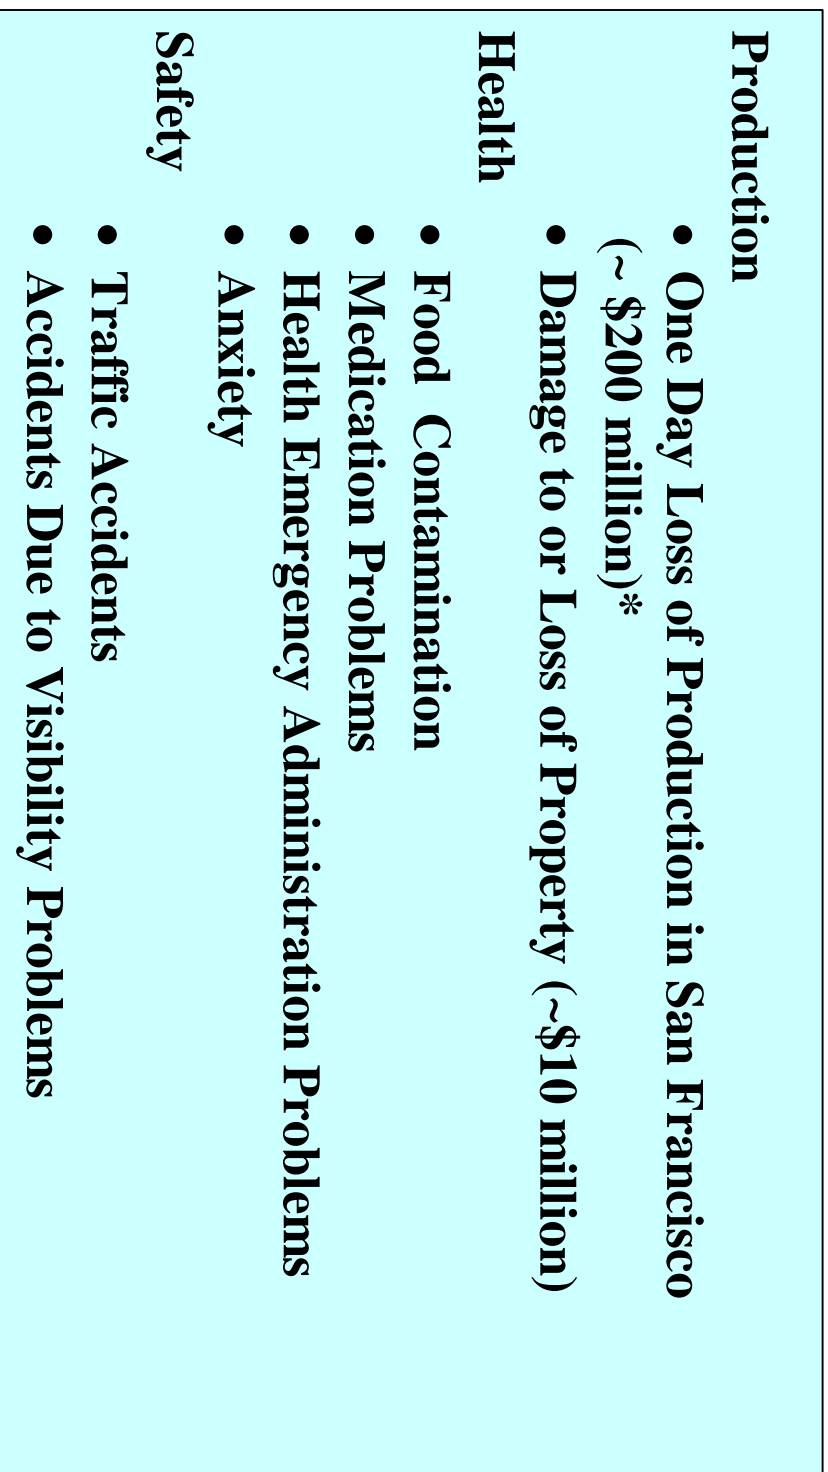 Production
• One Day Loss of Production in San Francisco
(~ $200 million)*
• Damage to or Loss of Property (~$10 million)
Health
• Food Contamination
• Medication Problems
• Health Emergency Administration Problems
• Anxiety
Safety
• Traffic Accidents
• Accidents Due to Visibility Problems